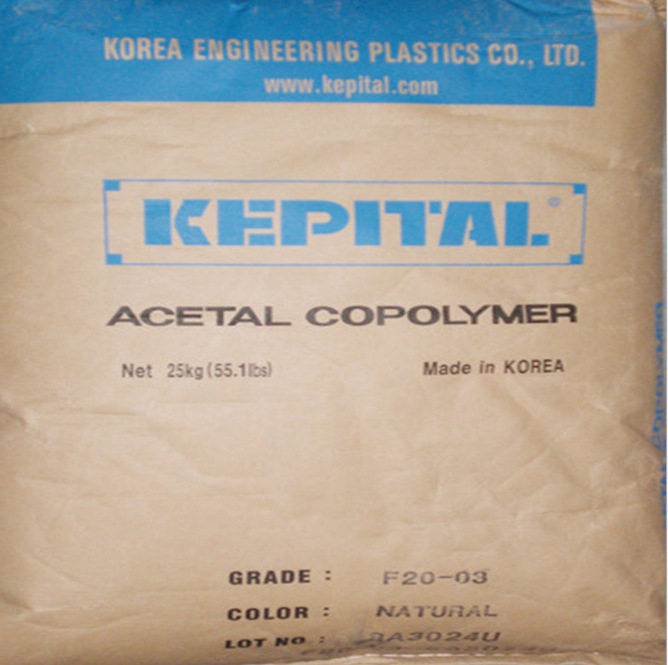 KOREA ENGINEERING PLASTICS CO., LTD.
www.kepital.com
KEPITAL®
ACETAL COPOLYMER
Net 25kg (55.1lbs) Made in KOREA
GRADE : F20-03
COLOR : NATURAL
LOT NO :